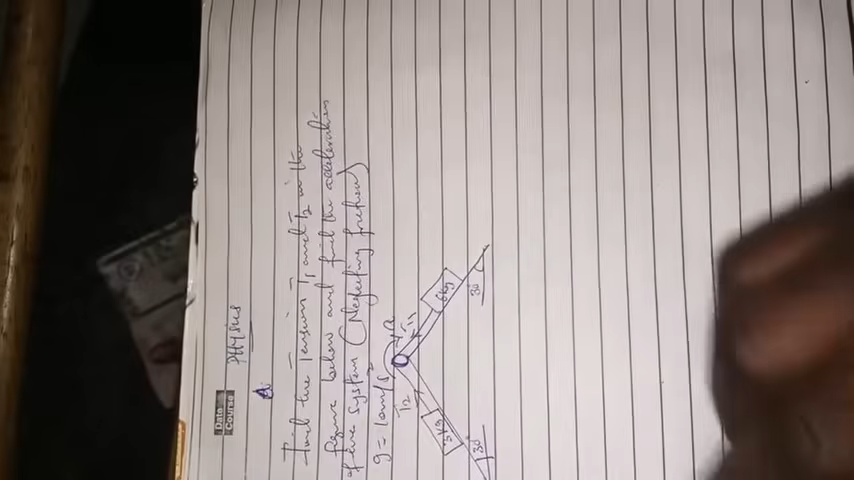 Date
Course
PHYSICS
Q.
Find the Tension T1 and T2 in the
figure below and find the acceleration
of the system (Neglecting friction)
g = 10m/s²
T2 T1
6kg
30
30